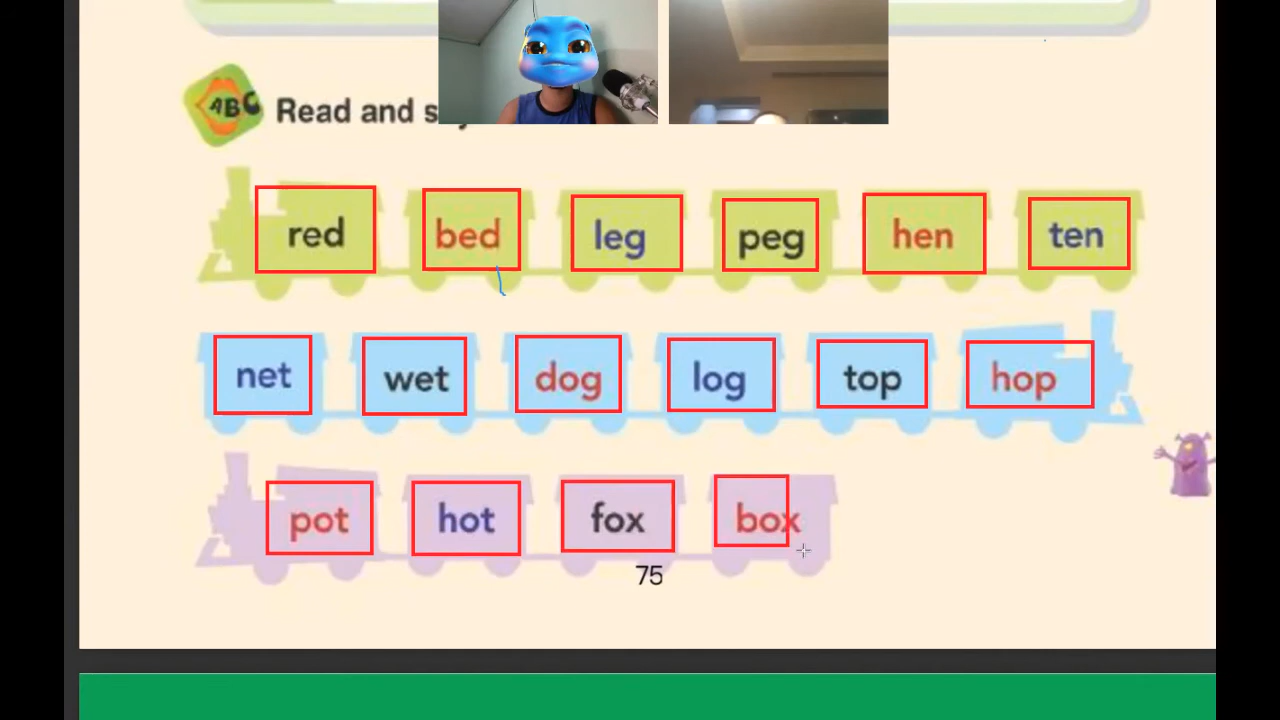 ABC
Read and
red bed leg peg hen ten
net wet dog log top hop
pot hot fox box
75